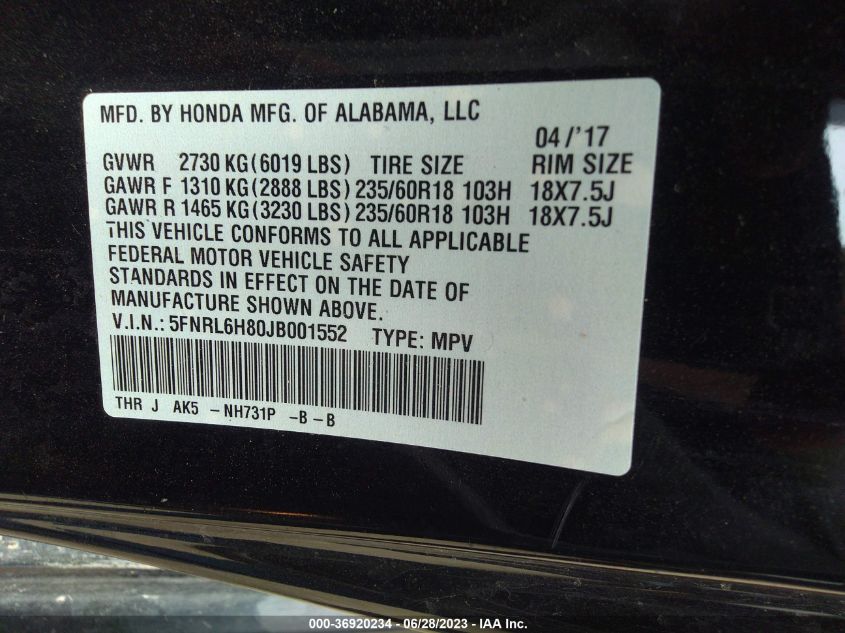 MFD. BY HONDA MFG. OF ALABAMA, LLC
04/'17
GVWR 2730 KG(6019 LBS) TIRE SIZE RIM SIZE
GAWR F 1310 KG(2888 LBS) 235/60R18 103H 18X7.5J
GAWR R 1465 KG(3230 LBS) 235/60R18 103H 18X7.5J
THIS VEHICLE CONFORMS TO ALL APPLICABLE
FEDERAL MOTOR VEHICLE SAFETY
STANDARDS IN EFFECT ON THE DATE OF
MANUFACTURE SHOWN ABOVE.
V.I.N.: 5FNRL6H80JB001552 TYPE: MPV
THR J AK5 -NH731P -B-B
000-36920234 - 06/28/2023 - IAA Inc.